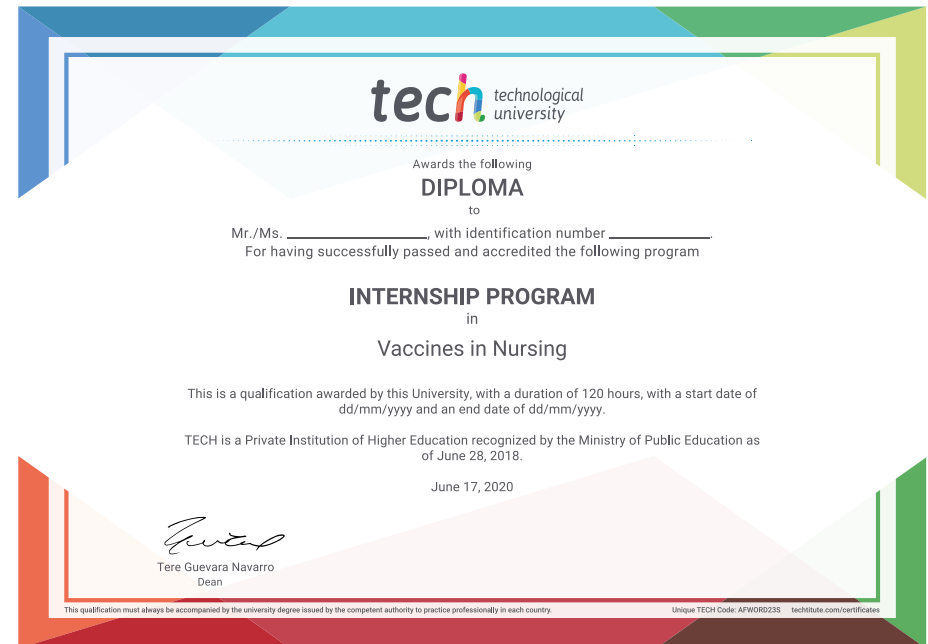 tech technological
university
Awards the following
DIPLOMA
to
Mr./Ms. ________________, with identification number ____________.
For having successfully passed and accredited the following program
INTERNSHIP PROGRAM
in
Vaccines in Nursing
This is a qualification awarded by this University, with a duration of 120 hours, with a start date of
dd/mm/yyyy and an end date of dd/mm/yyyy.
TECH is a Private Institution of Higher Education recognized by the Ministry of Public Education as
of June 28, 2018.
June 17, 2020
Tere Guevara Navarro
Dean
This qualification must always be accompanied by the university degree issued by the competent authority to practice professionally in each country. Unique TECH Code: AFWORD23S techtitute.com/certificates